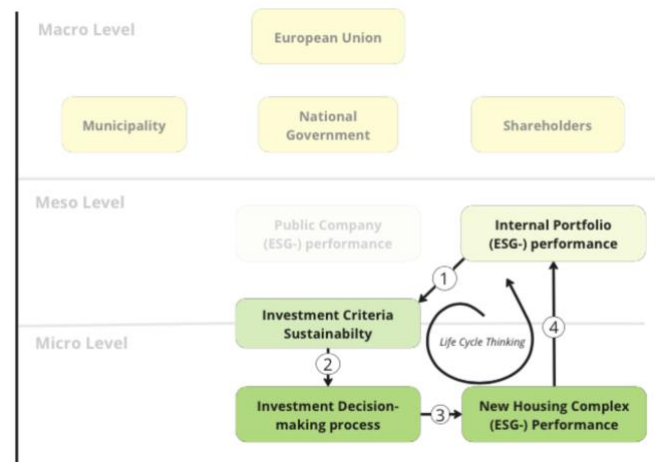 Macro Level
European Union
Municipality
National
Government
Shareholders
Meso Level
Public Company
(ESG-) performance
Internal Portfolio
(ESG-) performance
1
Investment Criteria
Sustainabilty
Micro Level
Life Cycle Thinking
4
2
Investment Decision-
making process
3
New Housing Complex
(ESG-) Performance